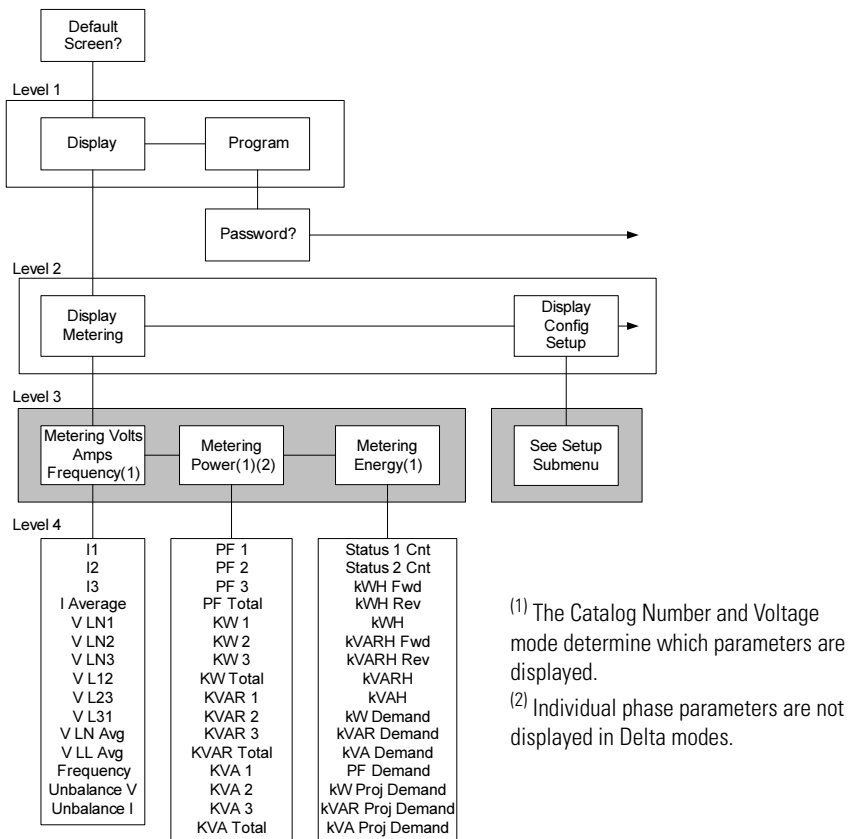 Default
Screen?
Level 1
Display
Program
Password?
Level 2
Display
Metering
Display
Config
Setup
Level 3
Metering Volts
Amps
Frequency(1)
Metering
Power(1)(2)
Metering
Energy(1)
See Setup
Submenu
Level 4
I1
I2
I3
I Average
V LN1
V LN2
V LN3
V L12
V L23
V L31
V LN Avg
V LL Avg
Frequency
Unbalance V
Unbalance I
PF 1
PF 2
PF 3
PF Total
KW 1
KW 2
KW 3
KW Total
KVAR 1
KVAR 2
KVAR 3
KVAR Total
KVA 1
KVA 2
KVA 3
KVA Total
Status 1 Cnt
Status 2 Cnt
kWH Fwd
kWH Rev
kWH
kVARH Fwd
kVARH Rev
kVARH
kVAH
kW Demand
kVAR Demand
kVA Demand
PF Demand
kW Proj Demand
kVAR Proj Demand
kVA Proj Demand
(1) The Catalog Number and Voltage
mode determine which parameters are
displayed.
(2) Individual phase parameters are not
displayed in Delta modes.